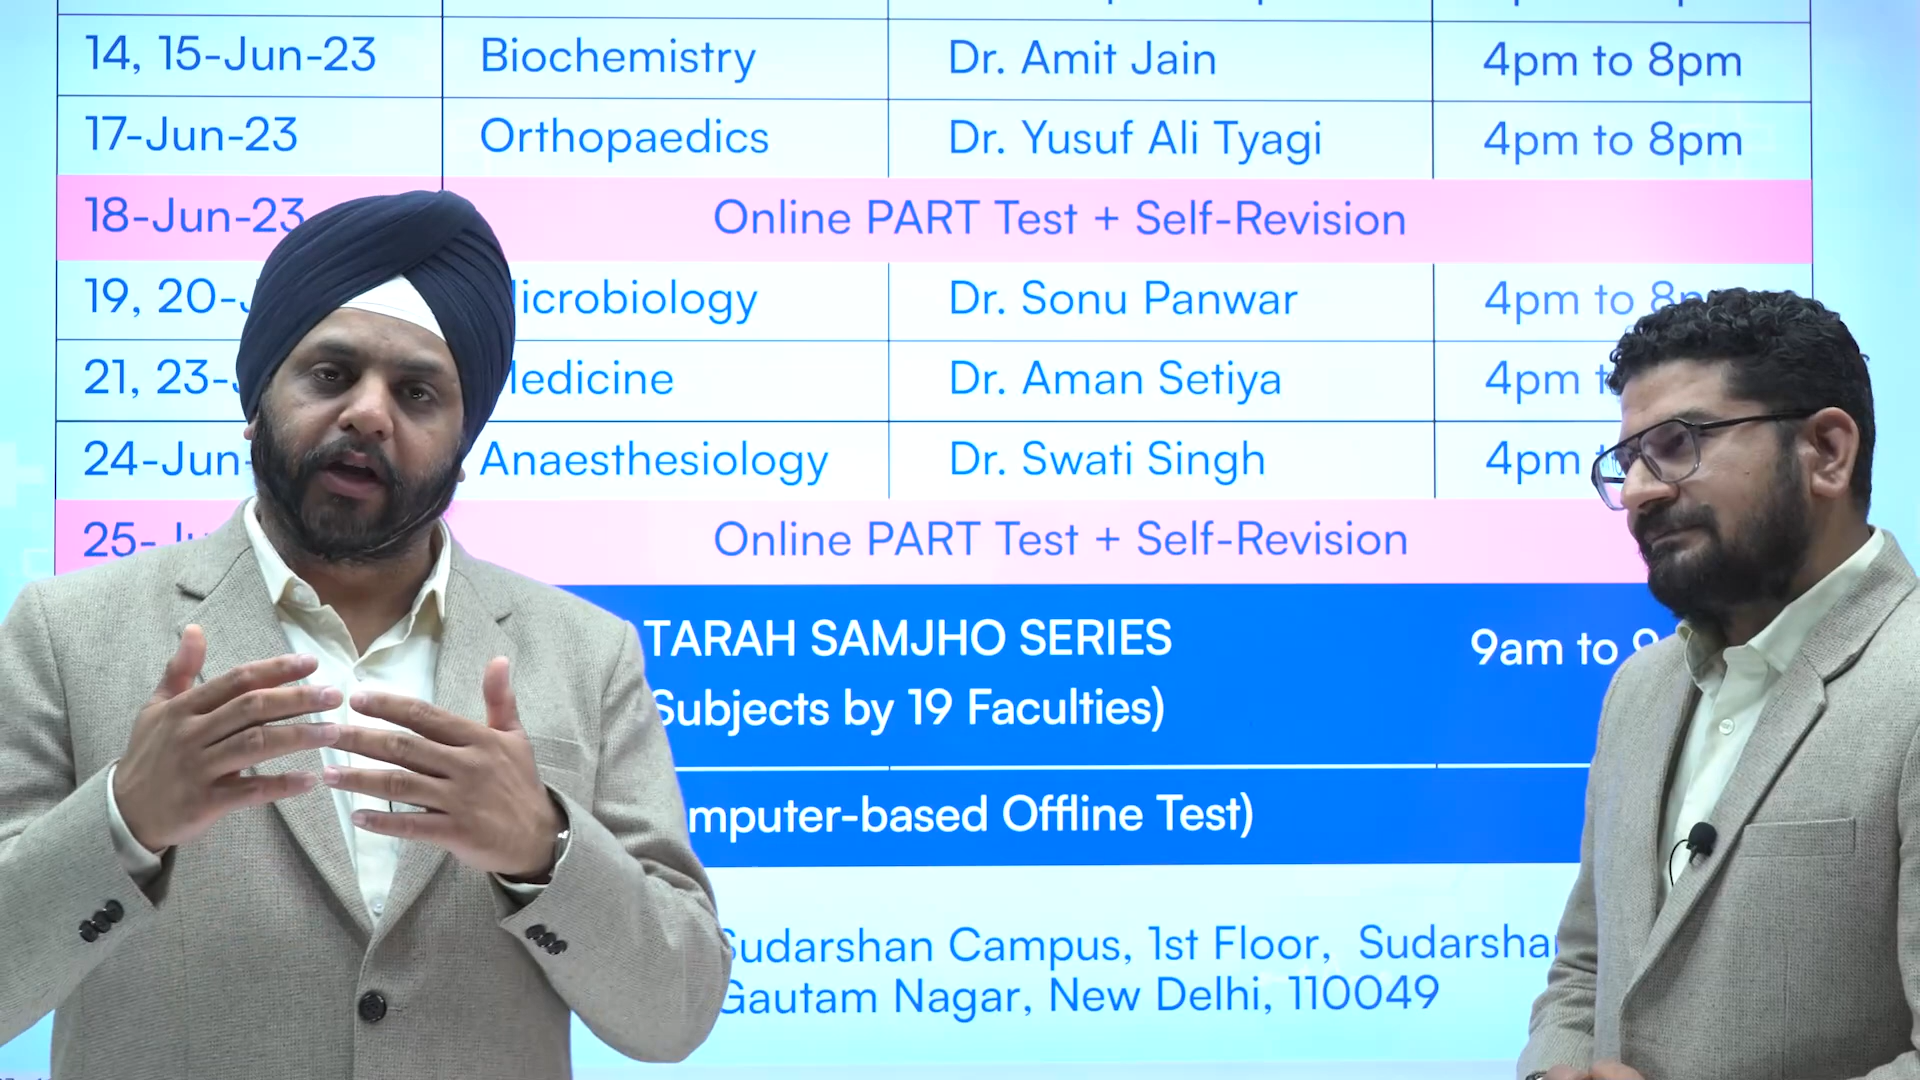 14, 15-Jun-23 Biochemistry Dr. Amit Jain 4pm to 8pm
17-Jun-23 Orthopaedics Dr. Yusuf Ali Tyagi 4pm to 8pm
18-Jun-23 Online PART Test + Self-Revision
19, 20- icrobiology Dr. Sonu Panwar 4pm to 8p
21, 23- edicine Dr. Aman Setiya 4pm
24-Jun- Anaesthesiology Dr. Swati Singh 4pm
25-Ju Online PART Test + Self-Revision
TARAH SAMJHO SERIES 9am to
Subjects by 19 Faculties)
mputer-based Offline Test)
Sudarshan Campus, 1st Floor, Sudarsha
Gautam Nagar, New Delhi, 110049